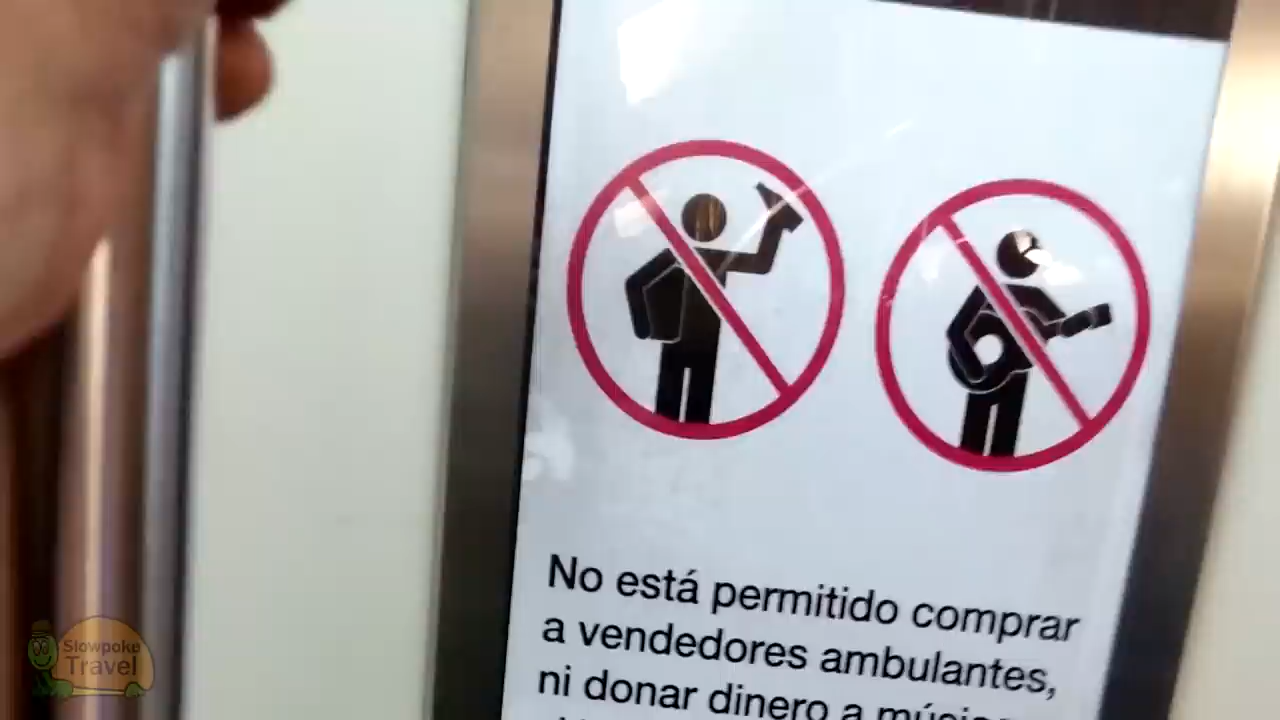 No está permitido comprar
a vendedores ambulantes,
ni donar dinero a
Slowpoke
Travel